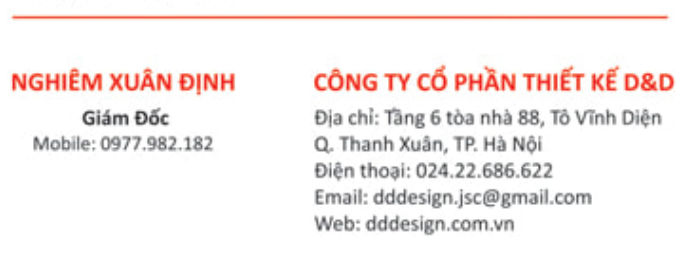 NGHIÊM XUÂN ĐỊNH
Giám Đốc
Mobile: 0977.982.182
CÔNG TY CỔ PHẦN THIẾT KẾ D&D
Địa chỉ: Tầng 6 tòa nhà 88, Tô Vĩnh Diện
Q. Thanh Xuân, TP. Hà Nội
Điện thoại: 024.22.686.622
Email: dddesign.jsc@gmail.com
Web: dddesign.com.vn